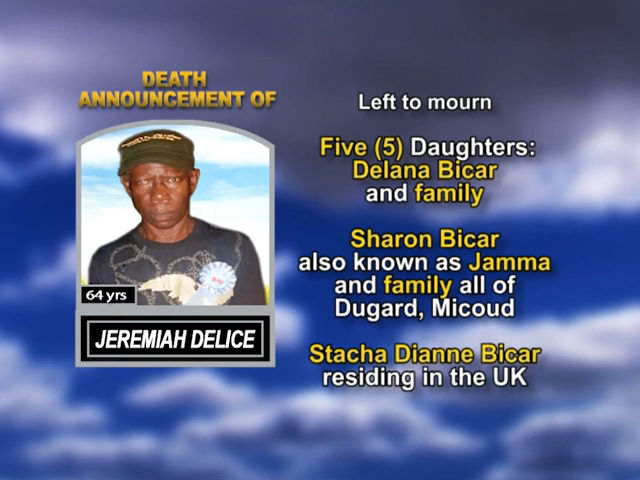 DEATH
ANNOUNCEMENT OF
64 yrs
JEREMIAH DELICE
Left to mourn
Five (5) Daughters:
Delana Bicar
and family
Sharon Bicar
also known as Jamma
and family all of
Dugard, Micoud
Stacha Dianne Bicar
residing in the UK